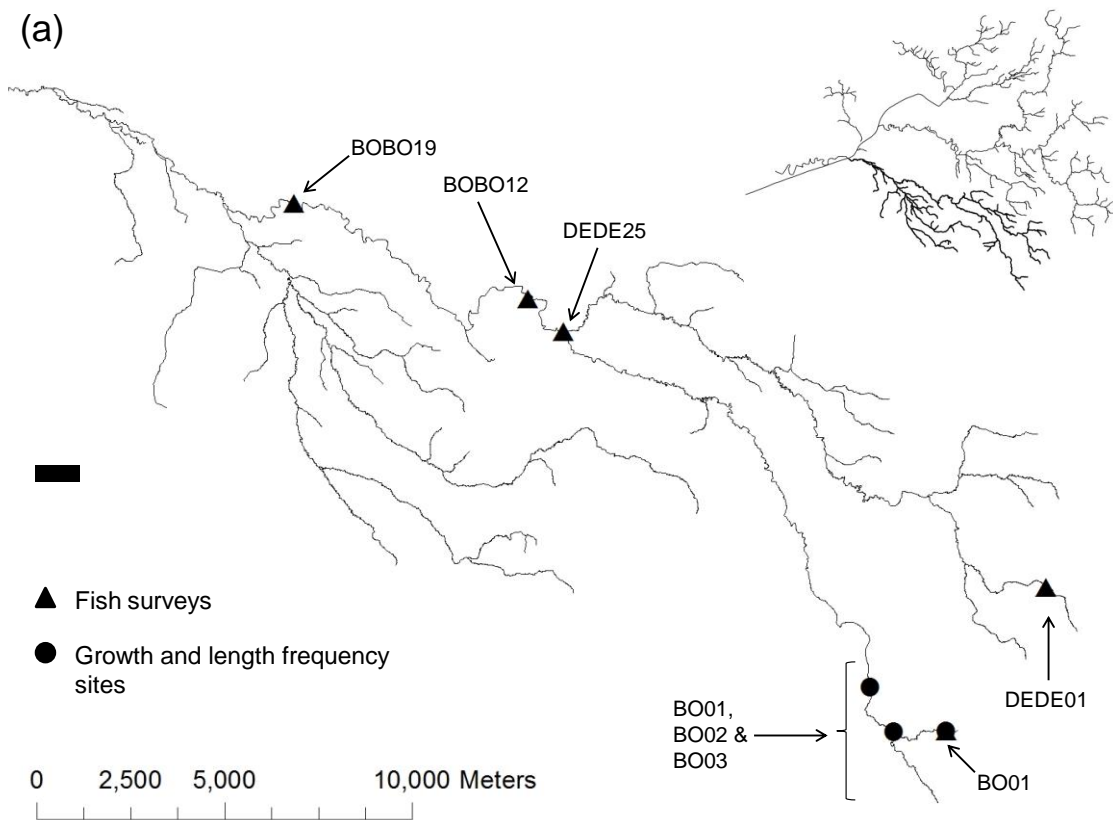 (a)
BOBO19
BOBO12
DEDE25
Fish surveys
Growth and length frequency
sites
BO01,
BO02 &
BO03
DEDE01
BO01
0 2,500 5,000 10,000 Meters